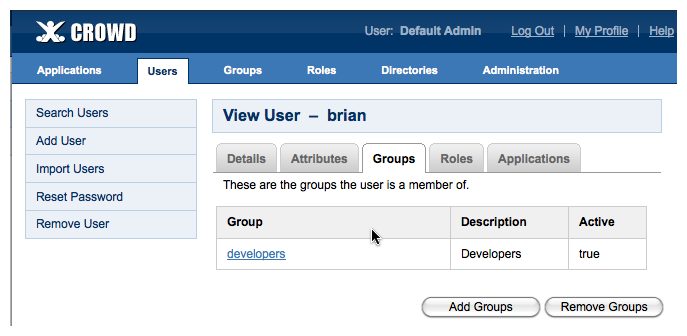 CROWD
User: Default Admin Log Out | My Profile | Help
Applications Users Groups Roles Directories Administration
Search Users
Add User
Import Users
Reset Password
Remove User
View User – brian
Details Attributes Groups Roles Applications
These are the groups the user is a member of.
Group Description Active
developers Developers true
Add Groups Remove Groups